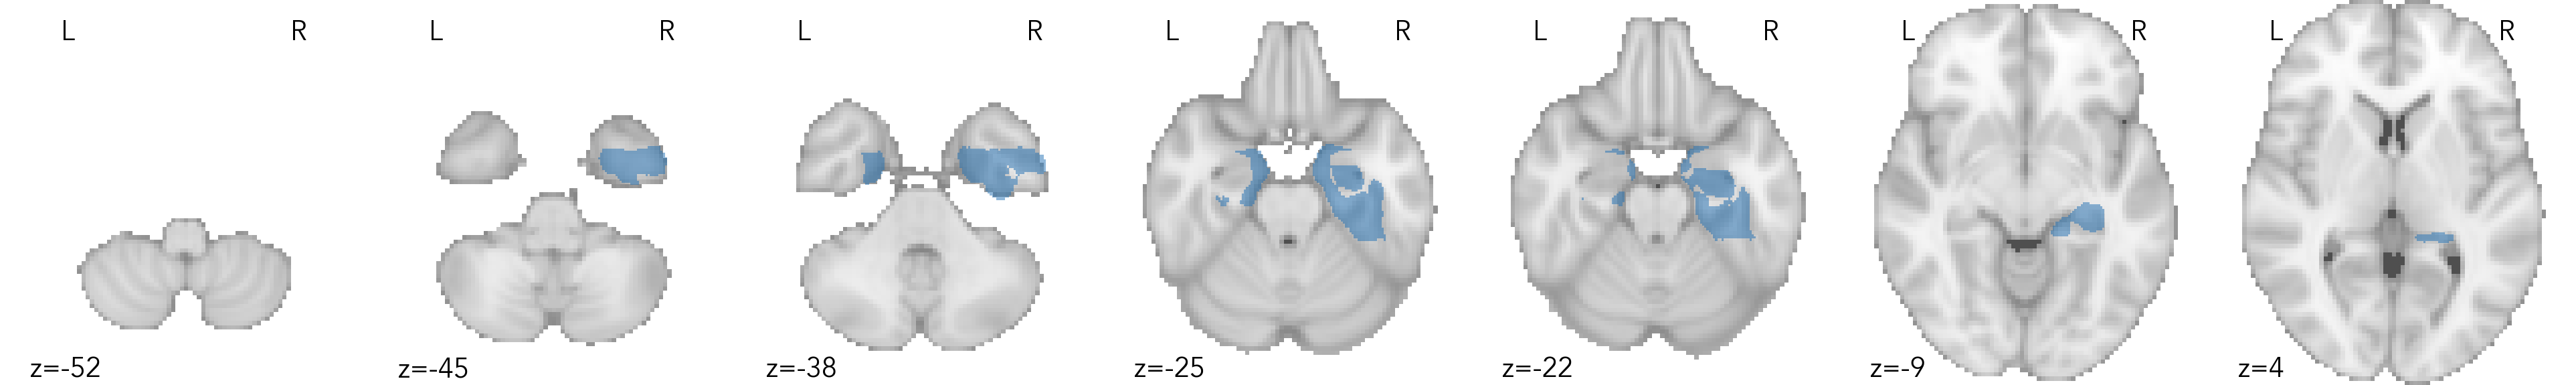 L R L R L R L R L R L R L R
z=-52 z=-45 z=-38 z=-25 z=-22 z=-9 z=4